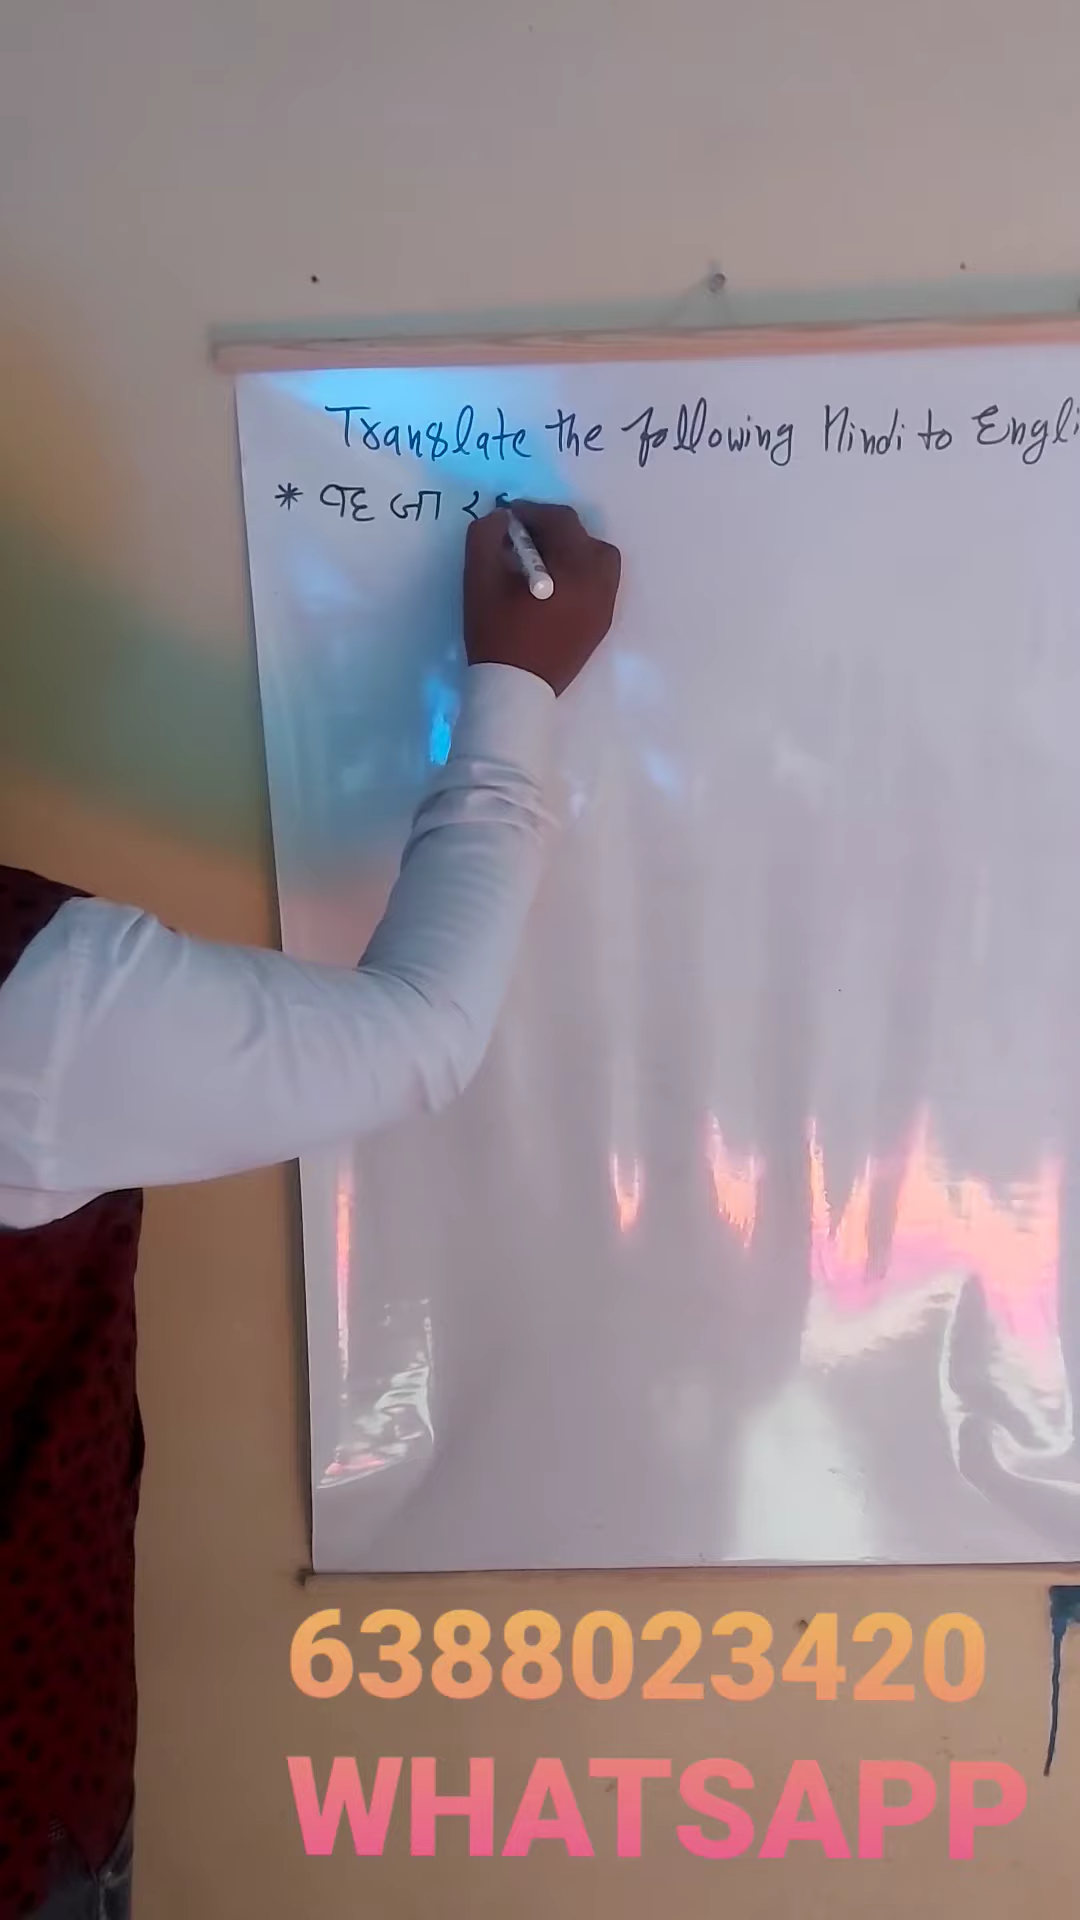 Translate the following Hindi to Engli
* वह जा
6388023420
WHATSAPP